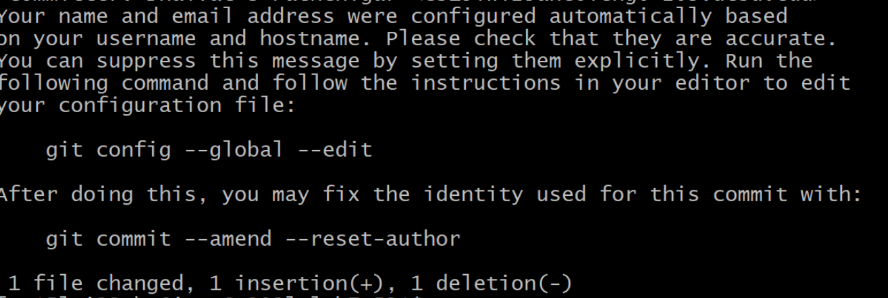 Your name and email address were configured automatically based
on your username and hostname. Please check that they are accurate.
You can suppress this message by setting them explicitly. Run the
following command and follow the instructions in your editor to edit
your configuration file:
git config --global --edit
After doing this, you may fix the identity used for this commit with:
git commit --amend --reset-author
1 file changed, 1 insertion(+), 1 deletion(-)